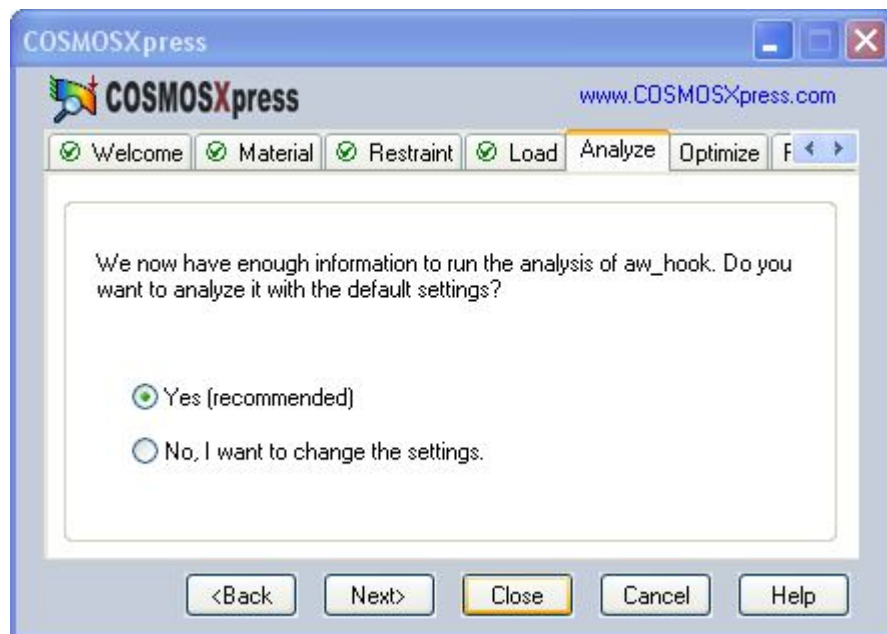 COSMOSXpress
COSMOSXpress
www.COSMOSXpress.com
Welcome Material Restraint Load Analyze Optimize
We now have enough information to run the analysis of aw_hook. Do you
want to analyze it with the default settings?
Yes (recommended)
No, I want to change the settings.
<Back Next> Close Cancel Help